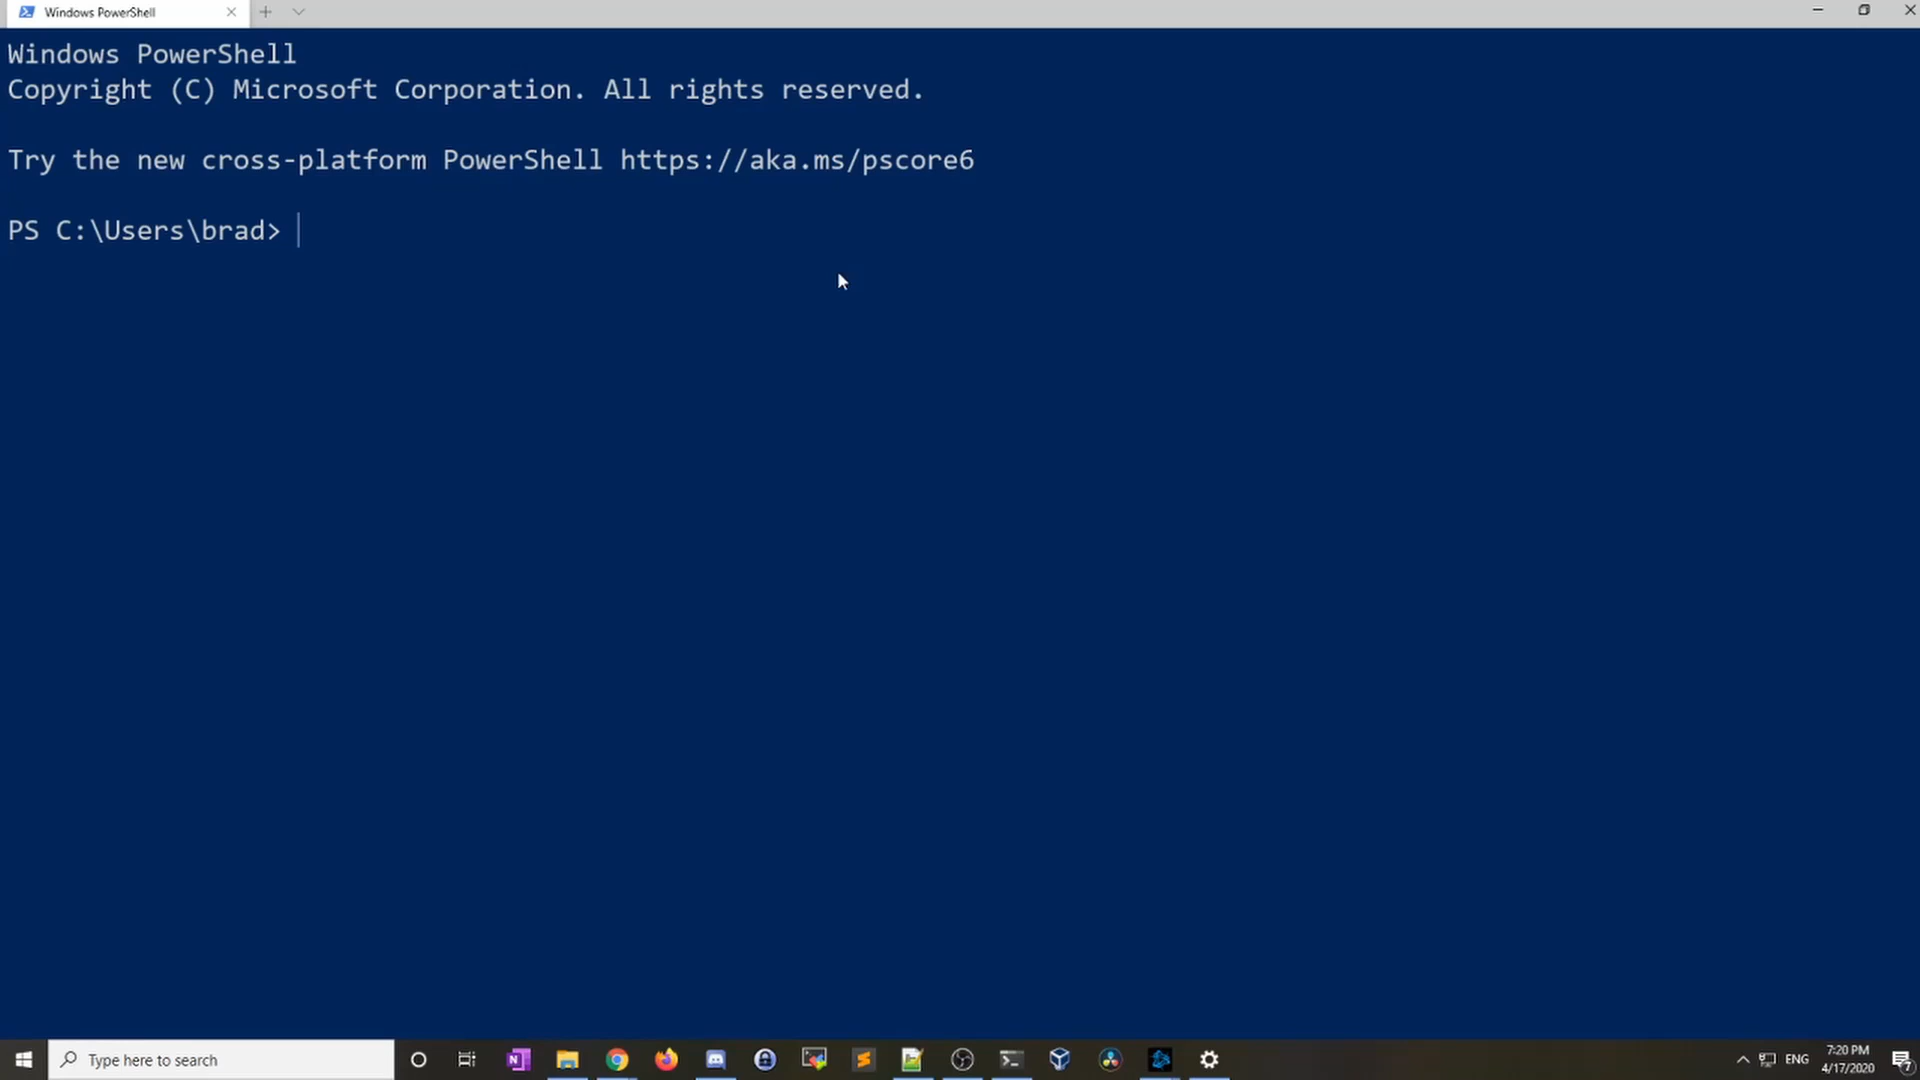 Windows PowerShell
Windows PowerShell
Copyright (C) Microsoft Corporation. All rights reserved.
Try the new cross-platform PowerShell https://aka.ms/pscore6
PS C:\Users\brad>
Type here to search
N
ENG
7:20 PM
4/17/2020
7